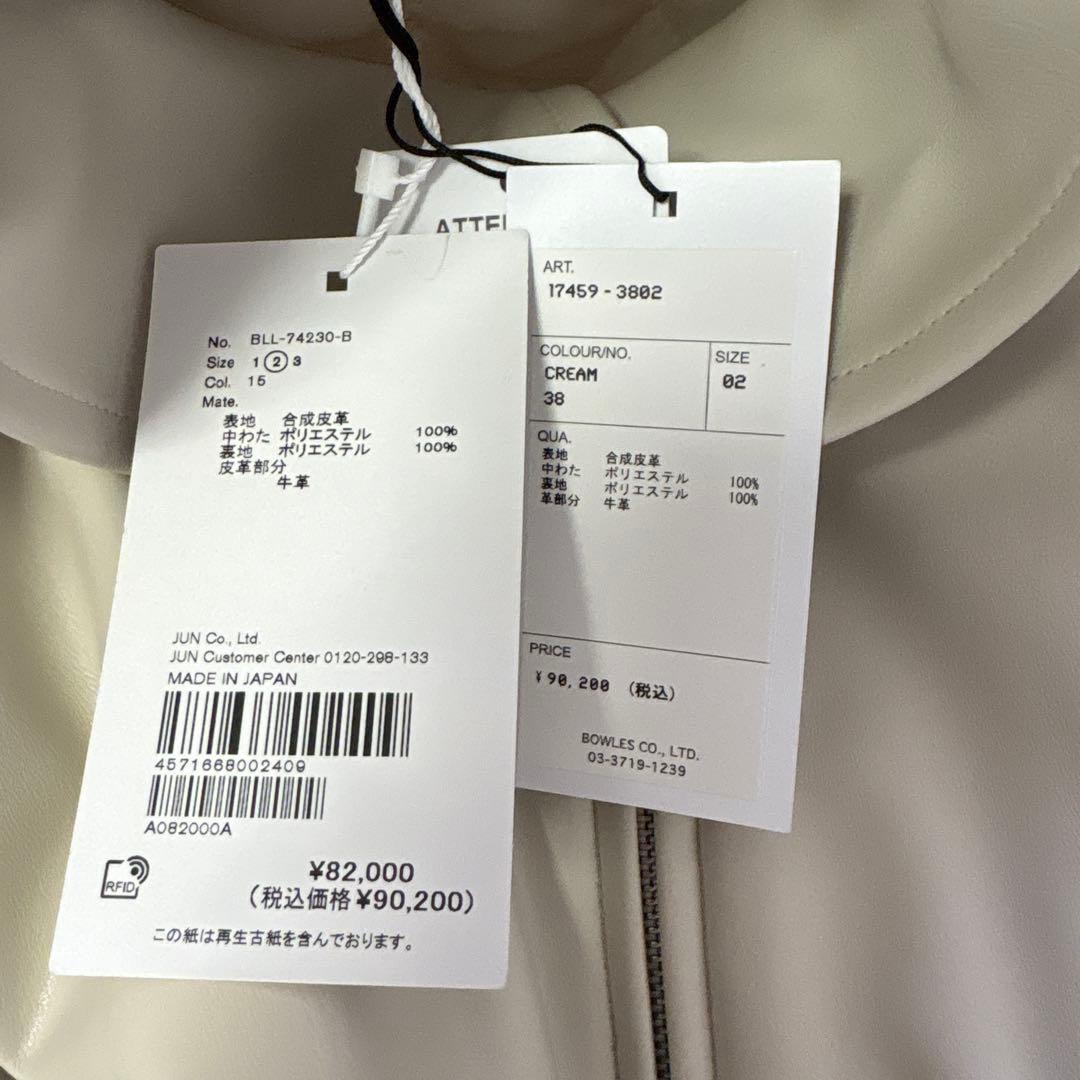 ATTE
No. BLL-74230-B
Size 1 2 3
Col. 15
Mate.
表地 合成皮革
中わた ポリエステル 100%
裏地 ポリエステル 100%
皮革部分
牛革
JUN Co., Ltd.
JUN Customer Center 0120-298-133
MADE IN JAPAN
4571668002409
A082000A
RFID
¥82,000
(税込価格¥90,200)
この紙は再生古紙を含んでおります。
ART.
17459-3802
COLOUR/NO.
CREAM
38
SIZE
02
QUA.
表地 合成皮革
中わた ポリエステル 100%
裏地 ポリエステル 100%
革部分 牛革
PRICE
¥90,200 (税込)
BOWLES CO., LTD.
03-3719-1239